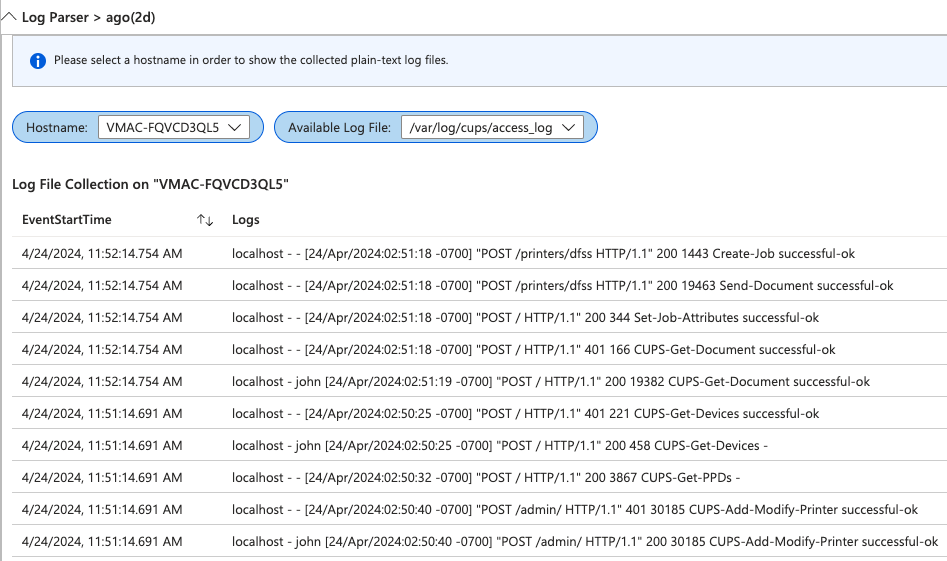 Log Parser > ago(2d)
Please select a hostname in order to show the collected plain-text log files.
Hostname: VMAC-FQVCD3QL5 Available Log File: /var/log/cups/access_log
Log File Collection on "VMAC-FQVCD3QL5"
EventStartTime ↑↓ Logs
4/24/2024, 11:52:14.754 AM localhost - - [24/Apr/2024:02:51:18 -0700] "POST /printers/dfss HTTP/1.1" 200 1443 Create-Job successful-ok
4/24/2024, 11:52:14.754 AM localhost - - [24/Apr/2024:02:51:18 -0700] "POST /printers/dfss HTTP/1.1" 200 19463 Send-Document successful-ok
4/24/2024, 11:52:14.754 AM localhost - - [24/Apr/2024:02:51:18 -0700] "POST / HTTP/1.1" 200 344 Set-Job-Attributes successful-ok
4/24/2024, 11:52:14.754 AM localhost - - [24/Apr/2024:02:51:18 -0700] "POST / HTTP/1.1" 401 166 CUPS-Get-Document successful-ok
4/24/2024, 11:52:14.754 AM localhost - john [24/Apr/2024:02:51:19 -0700] "POST / HTTP/1.1" 200 19382 CUPS-Get-Document successful-ok
4/24/2024, 11:51:14.691 AM localhost - - [24/Apr/2024:02:50:25 -0700] "POST / HTTP/1.1" 401 221 CUPS-Get-Devices successful-ok
4/24/2024, 11:51:14.691 AM localhost - john [24/Apr/2024:02:50:25 -0700] "POST / HTTP/1.1" 200 458 CUPS-Get-Devices -
4/24/2024, 11:51:14.691 AM localhost - - [24/Apr/2024:02:50:32 -0700] "POST / HTTP/1.1" 200 3867 CUPS-Get-PPDs -
4/24/2024, 11:51:14.691 AM localhost - - [24/Apr/2024:02:50:40 -0700] "POST /admin/ HTTP/1.1" 401 30185 CUPS-Add-Modify-Printer successful-ok
4/24/2024, 11:51:14.691 AM localhost - john [24/Apr/2024:02:50:40 -0700] "POST /admin/ HTTP/1.1" 200 30185 CUPS-Add-Modify-Printer successful-ok